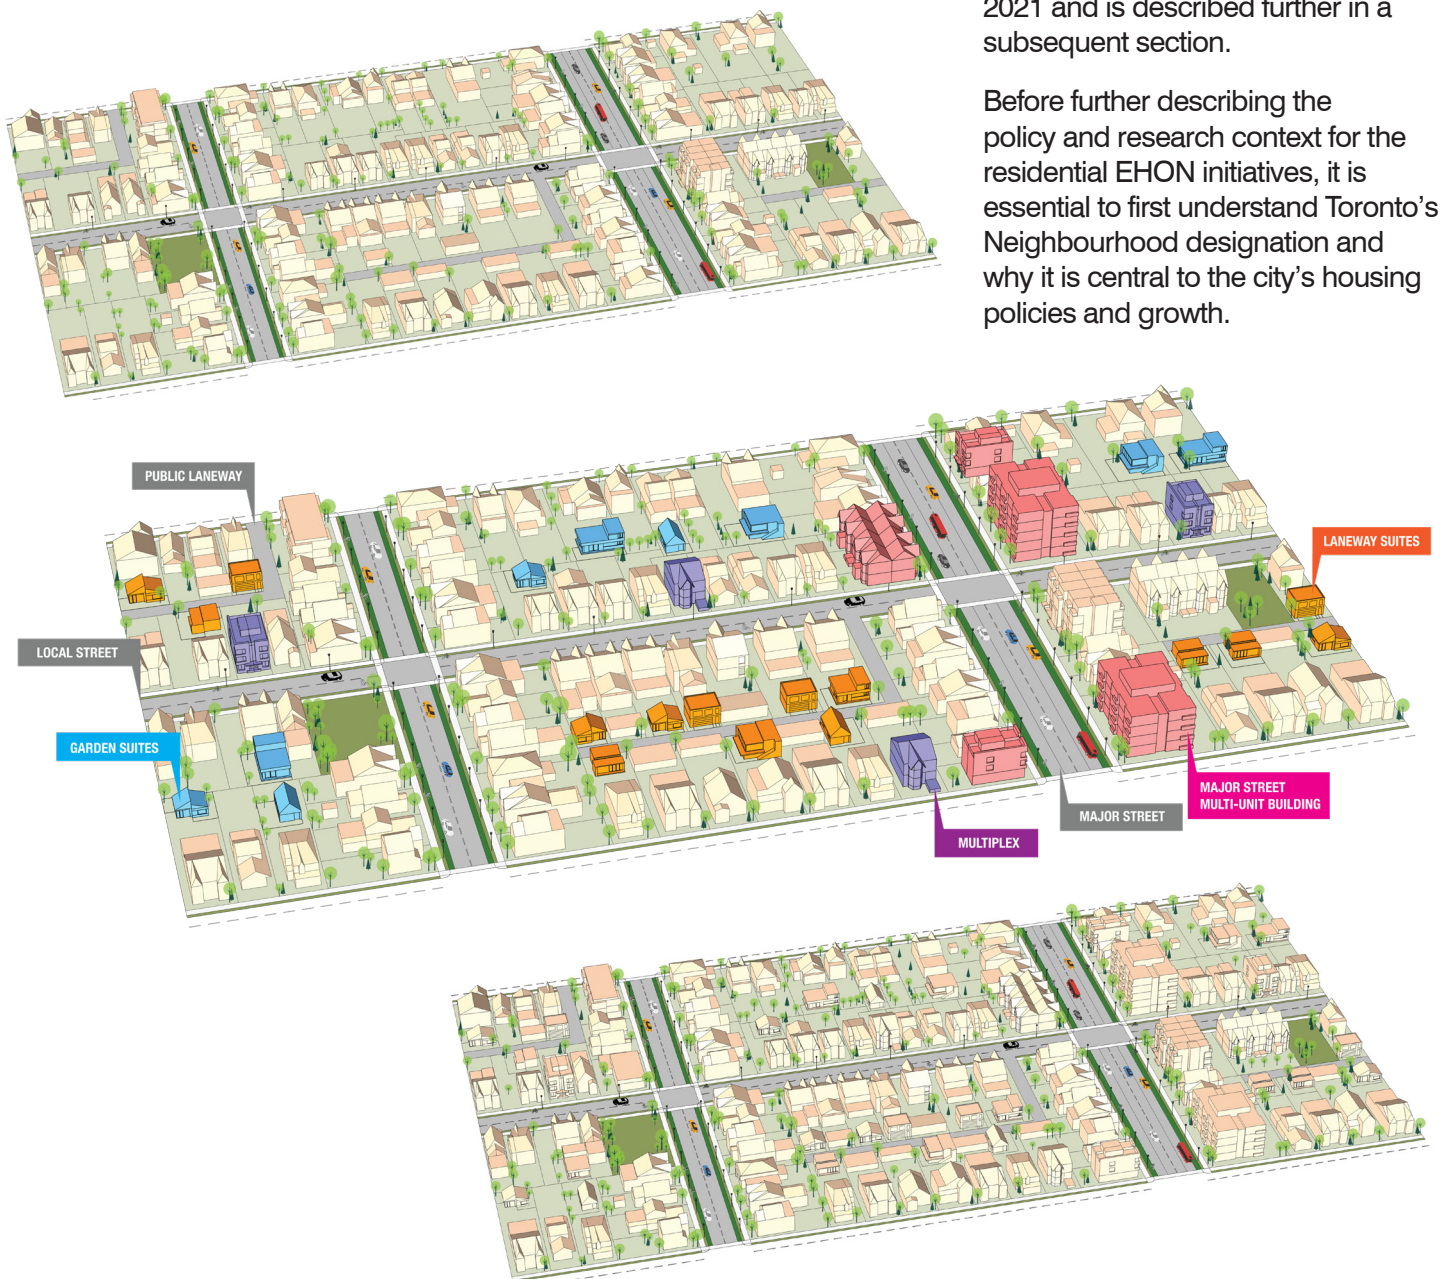 2021 and is described further in a
subsequent section.
Before further describing the
policy and research context for the
residential EHON initiatives, it is
essential to first understand Toronto’s
Neighbourhood designation and
why it is central to the city’s housing
policies and growth.
PUBLIC LANEWAY
LANEWAY SUITES
LOCAL STREET
GARDEN SUITES
MAJOR STREET
MULTI-UNIT BUILDING
MAJOR STREET
MULTIPLEX